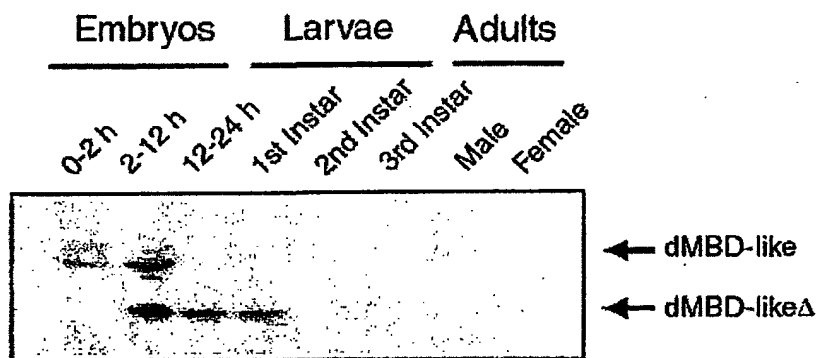 Embryos Larvae Adults
0-2 h 2-12 h 12-24 h 1st Instar 2nd Instar 3rd Instar Male Female
dMBD-like
dMBD-likeΔ